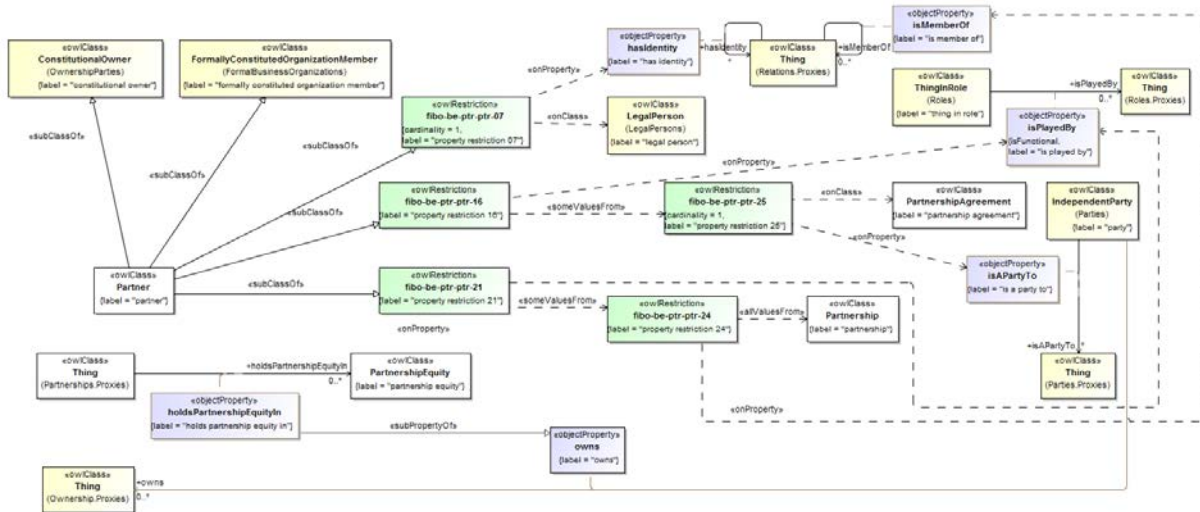 «objectProperty»
isMemberOf
{label = "is member of"
«owlClass»
ConstitutionalOwner
(OwnershipParties)
{label = "constitutional owner"
«owlClass»
FormallyConstitutedOrganizationMember
(FormalBusinessOrganizations)
{label = "formally constituted organization member"
«objectProperty»
hasIdentity
{label = "has identity"}
+hasIdentity
*
«owlClass»
Thing
(Relations.Proxies)
+isMemberOf
0..*
«owlClass»
ThingInRole
(Roles)
{label = "thing in role"
+isPlayedBy
0..*
«owlClass»
Thing
(Roles.Proxies)
«onProperty»
«owlRestriction»
fibo-be-ptr-ptr-07
{cardinality = 1,
label = "property restriction 07"}
«onClass»
«owlClass»
LegalPerson
(LegalPersons)
{label = "legal person"
«objectProperty»
isPlayedBy
{isFunctional,
label = "is played by"}
«subClassOf»
«subClassOf»
«subClassOf»
«onProperty»
«subClassOf»
«owlRestriction»
fibo-be-ptr-ptr-16
{label = "property restriction 16"}
«someValuesFrom»
«owlRestriction»
fibo-be-ptr-ptr-25
{cardinality = 1,
label = "property restriction 25"}
«onClass»
«owlClass»
PartnershipAgreement
{label = "partnership agreement"}
«owlClass»
IndependentParty
(Parties)
{label = "party"}
«onProperty»
«objectProperty»
isAPartyTo
{label = "is a party to"
«owlClass»
Partner
{label = "partner"}
«subClassOf»
«owlRestriction»
fibo-be-ptr-ptr-21
{label = "property restriction 21"}
«onProperty»
«someValuesFrom»
«owlRestriction»
fibo-be-ptr-ptr-24
{label = "property restriction 24"}
«allValuesFrom»
«owlClass»
Partnership
{label = "partnership"}
+isAPartyTo
*
«owlClass»
Thing
(Parties.Proxies)
«owlClass»
Thing
(Partnerships.Proxies)
+holdsPartnershipEquityIn
0..*
«owlClass»
PartnershipEquity
{label = "partnership equity"}
«objectProperty»
holdsPartnershipEquityIn
{label = "holds partnership equity in"}
«subPropertyOf»
«objectProperty»
owns
{label = "owns"}
«onProperty»
«owlClass»
Thing
(Ownership.Proxies)
+owns
0..*